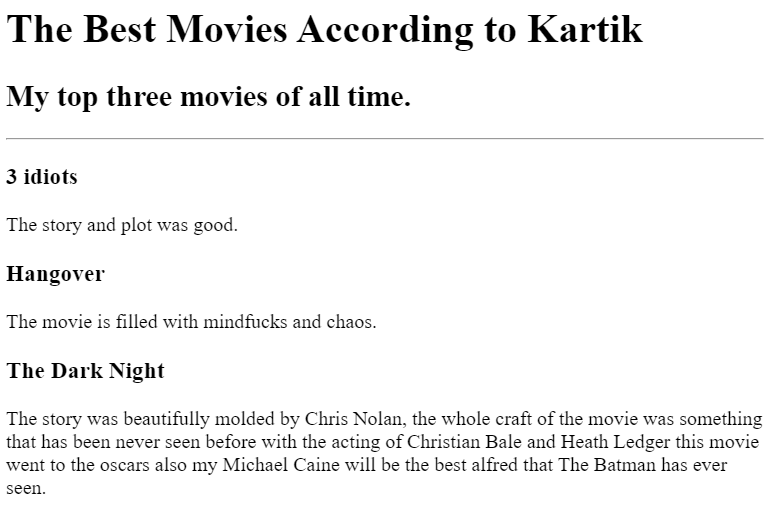 The Best Movies According to Kartik
My top three movies of all time.
3 idiots
The story and plot was good.
Hangover
The movie is filled with mindfucks and chaos.
The Dark Night
The story was beautifully molded by Chris Nolan, the whole craft of the movie was something
that has been never seen before with the acting of Christian Bale and Heath Ledger this movie
went to the oscars also my Michael Caine will be the best alfred that The Batman has ever
seen.